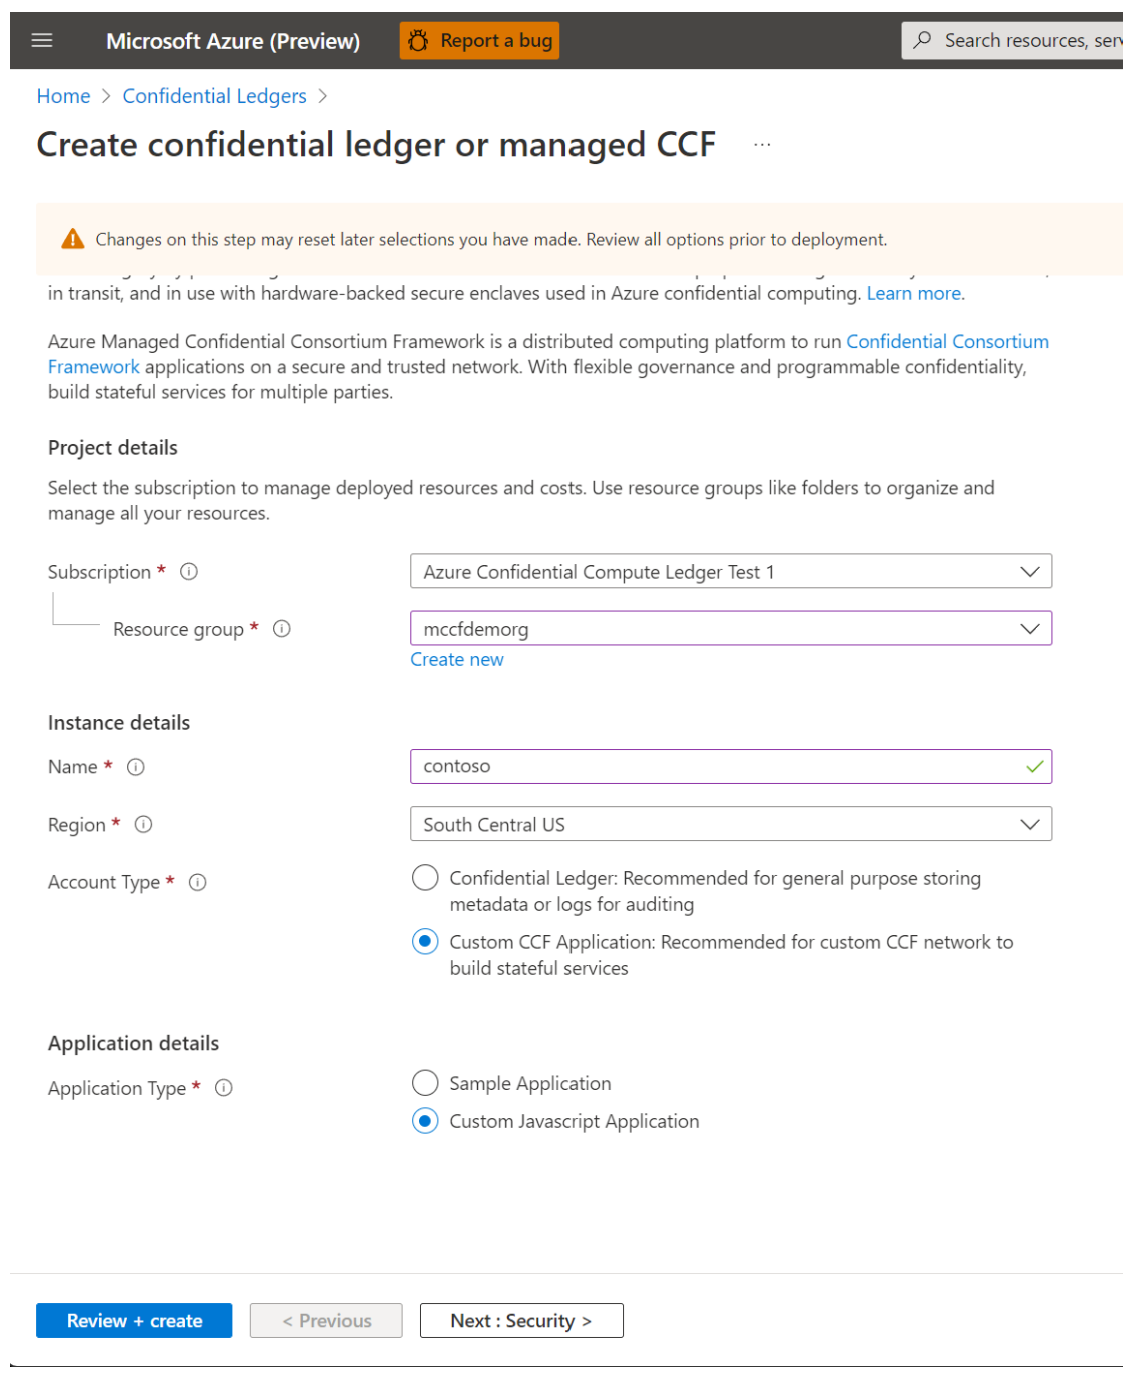 Microsoft Azure (Preview)
Report a bug
Search resources, serv
Home > Confidential Ledgers >
Create confidential ledger or managed CCF ...
Changes on this step may reset later selections you have made. Review all options prior to deployment.
in transit, and in use with hardware-backed secure enclaves used in Azure confidential computing. Learn more.
Azure Managed Confidential Consortium Framework is a distributed computing platform to run Confidential Consortium
Framework applications on a secure and trusted network. With flexible governance and programmable confidentiality,
build stateful services for multiple parties.
Project details
Select the subscription to manage deployed resources and costs. Use resource groups like folders to organize and
manage all your resources.
Subscription *
Azure Confidential Compute Ledger Test 1
Resource group *
mccfdemorg
Create new
Instance details
Name *
contoso
Region *
South Central US
Account Type *
Confidential Ledger: Recommended for general purpose storing
metadata or logs for auditing
Custom CCF Application: Recommended for custom CCF network to
build stateful services
Application details
Application Type *
Sample Application
Custom Javascript Application
Review + create
< Previous
Next : Security >